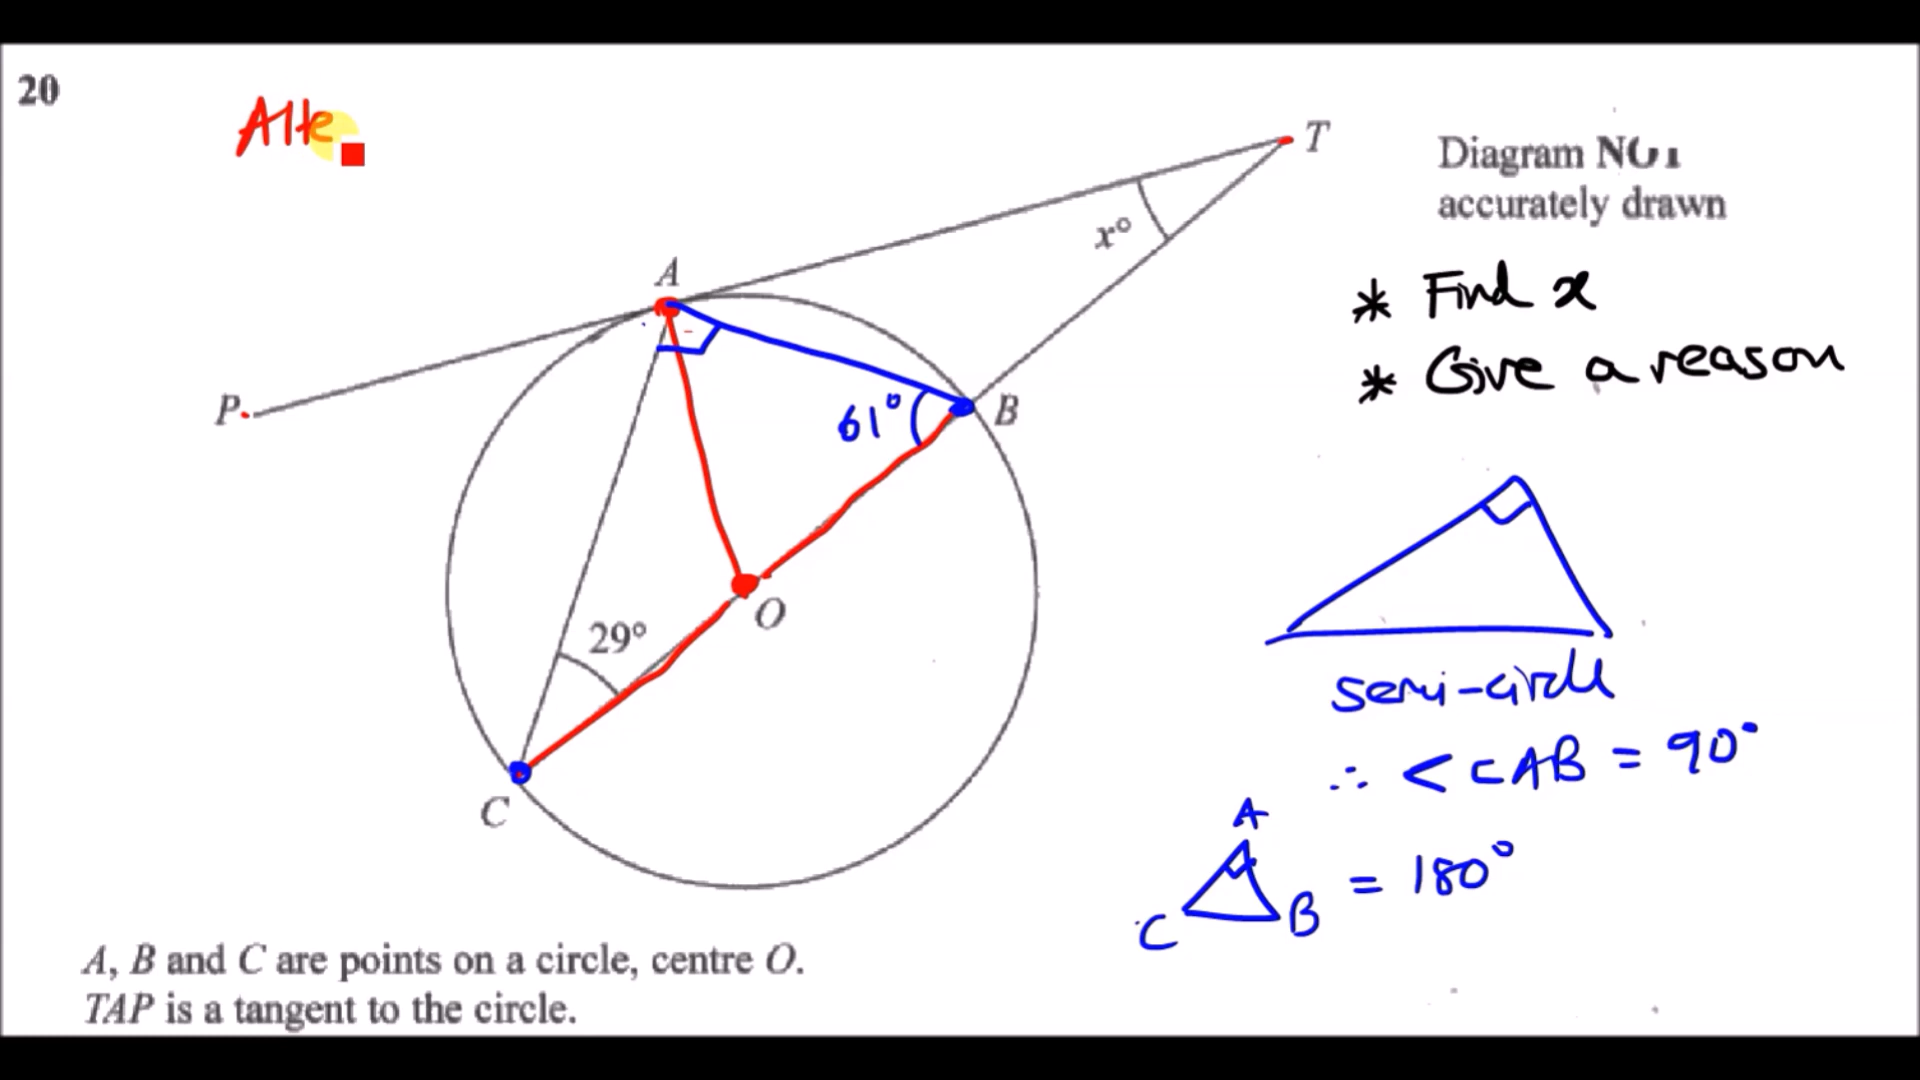 20
Alte
T
Diagram NOT
accurately drawn
x°
* Find x
A
* Give a reason
P
61°
B
O
29°
semi-circle
∴ < CAB = 90°
C
A
= 180°
C
B
A, B and C are points on a circle, centre O.
TAP is a tangent to the circle.